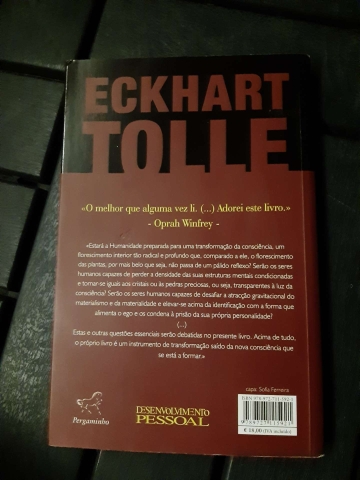 ECKHART
TOLLE
«O melhor que alguma vez li. (...) Adorei este livro.»
- Oprah Winfrey -
«Estará a Humanidade preparada para uma transformação da consciência, um
florescimento interior tão radical e profundo que, comparado a ele, o florescimento
das plantas, por mais belo que seja, não passa de um pálido reflexo? Serão os seres
humanos capazes de perder a densidade das suas estruturas mentais condicionadas
e tornar-se iguais aos cristais ou às pedras preciosas, ou seja, transparentes à luz da
consciência? Serão os seres humanos capazes de desafiar a atracção gravitacional do
materialismo e da materialidade e elevar-se acima da identificação com a forma que
alimenta o ego e os condena à prisão da sua própria personalidade?
(...)
Estas e outras questões essenciais serão debatidas no presente livro. Acima de tudo,
o próprio livro é um instrumento de transformação saído da nova consciência que
se está a formar.»
capa: Sofia Ferreira
Pergaminho
DESENVOLVIMENTO
PESSOAL